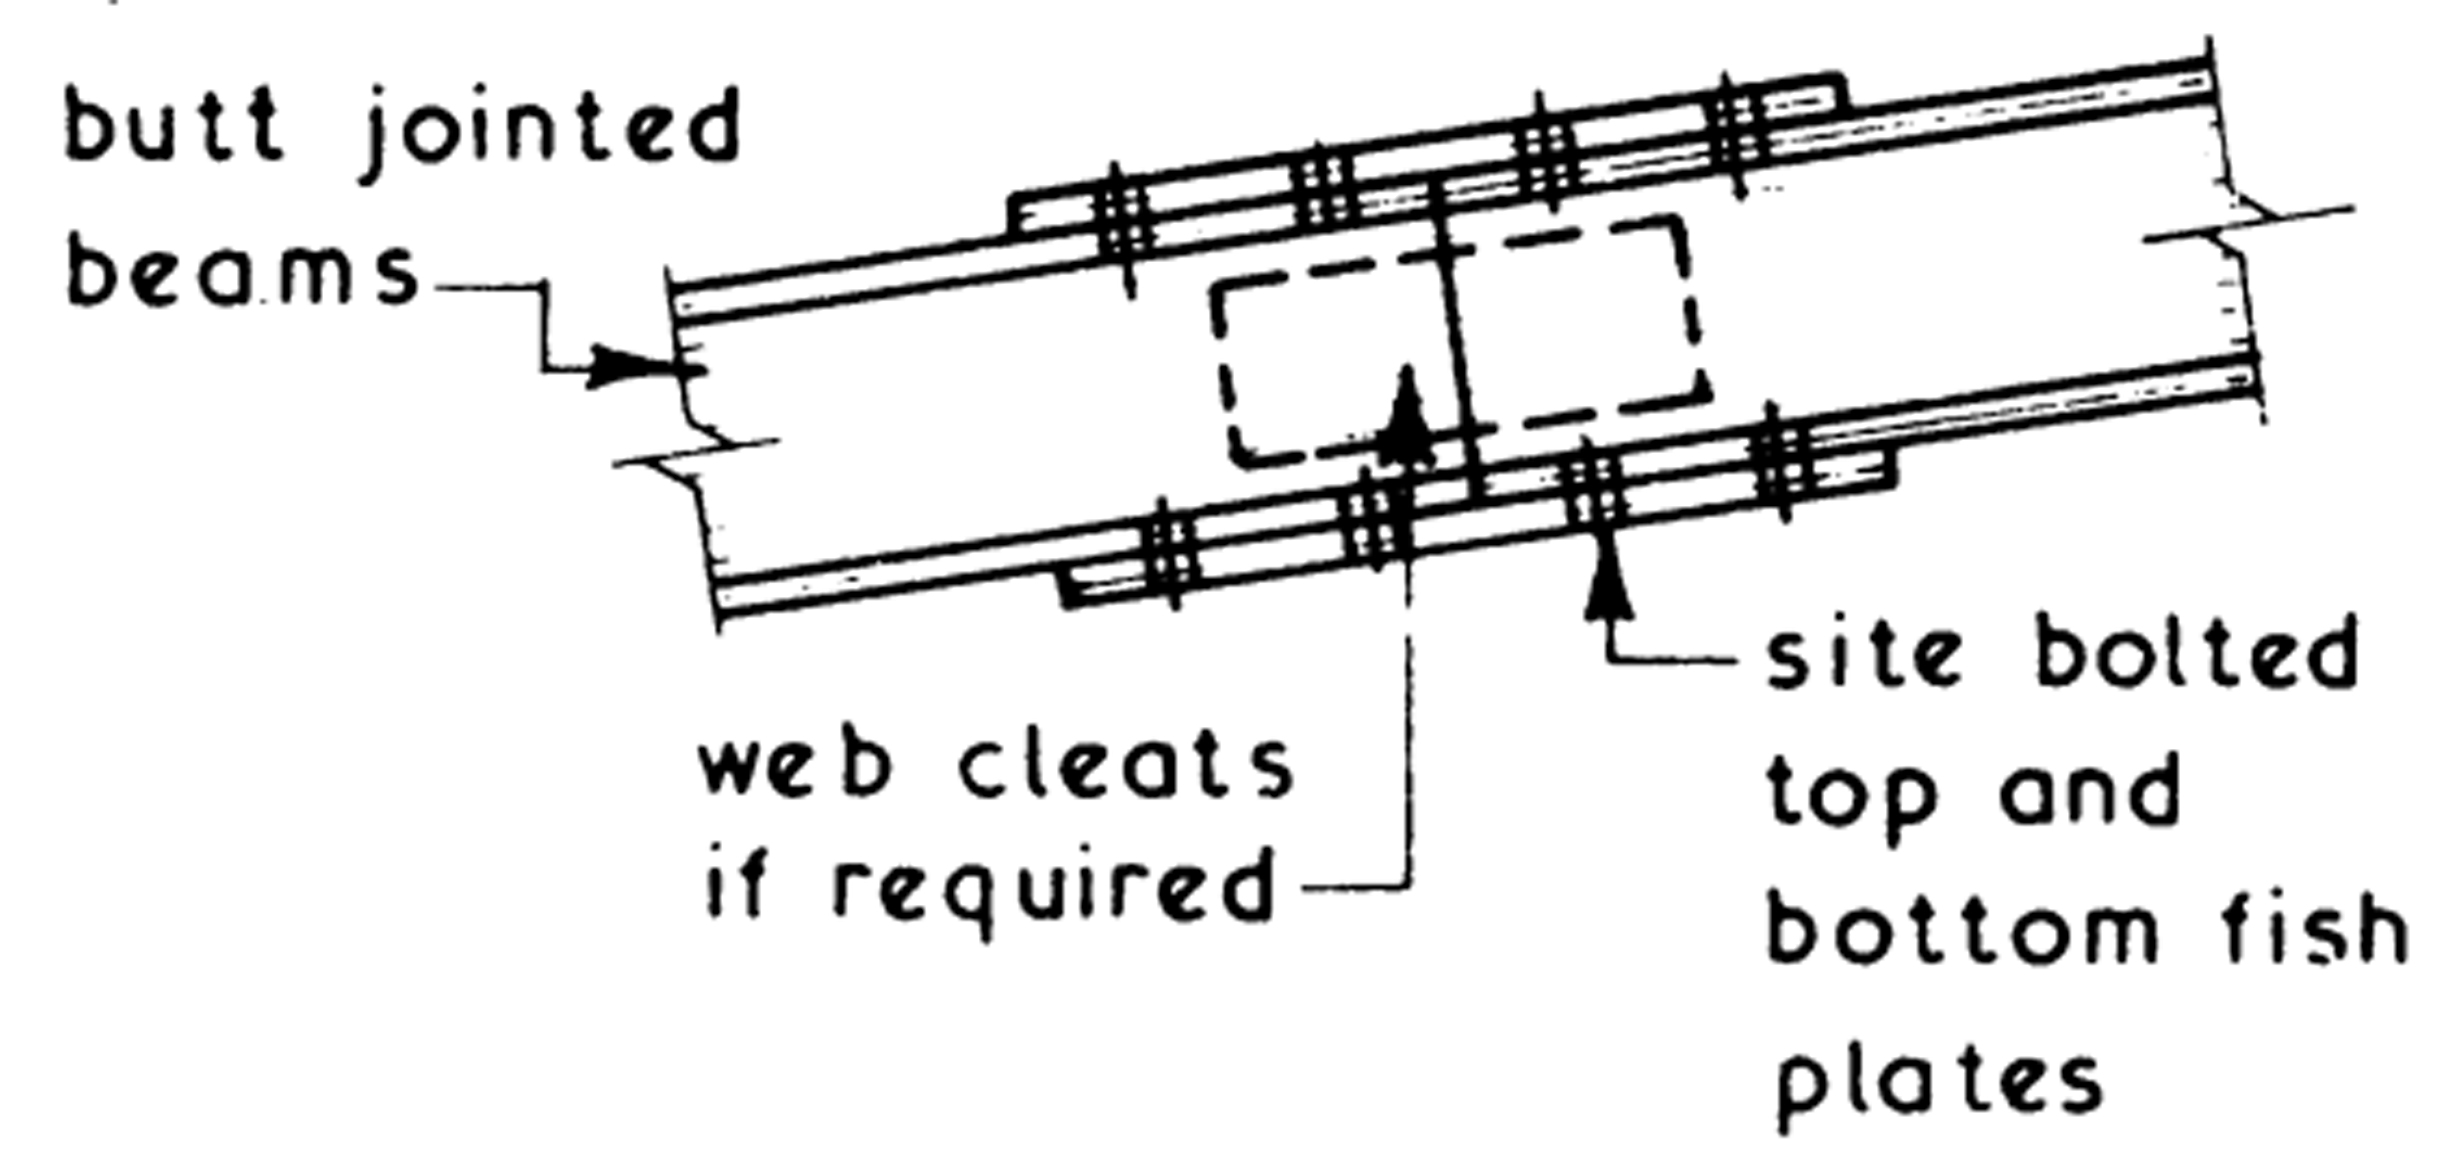 butt jointed
beams
web cleats
if required
site bolted
top and
bottom fish
plates